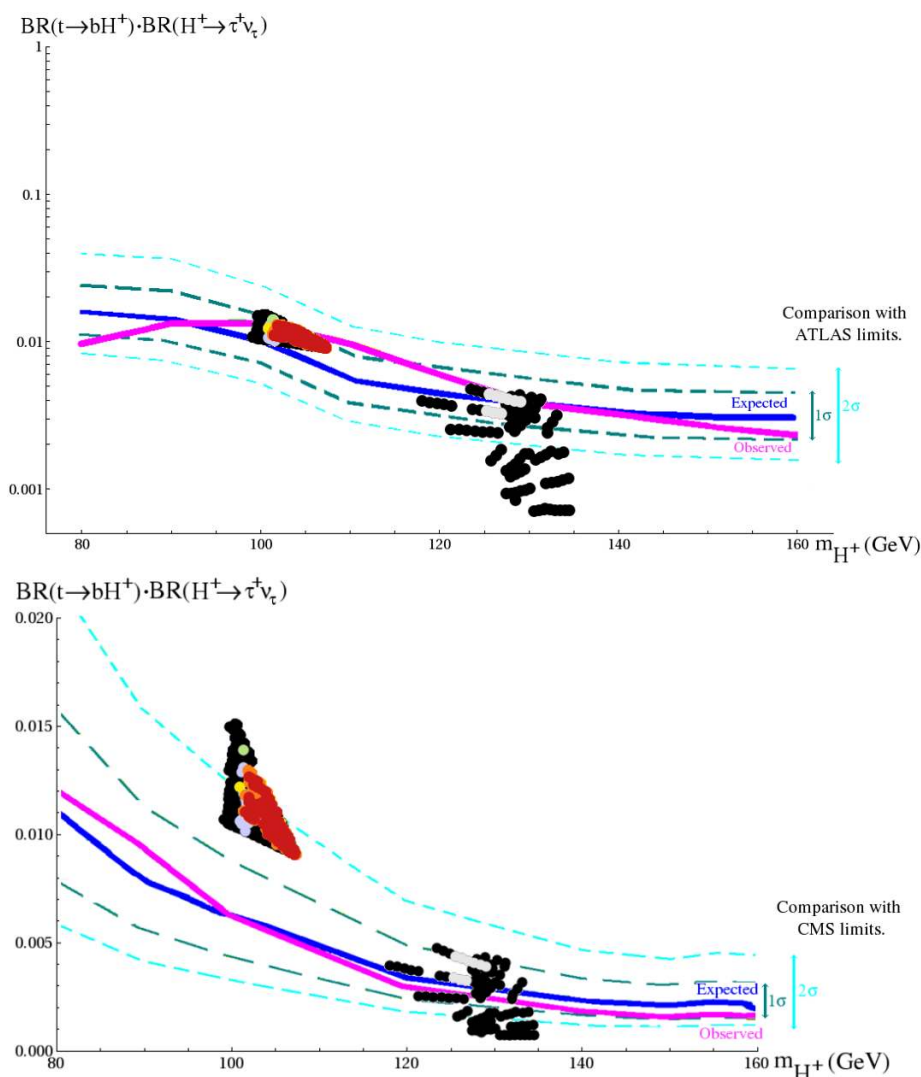 BR(t→bH⁺)·BR(H⁺→τ⁺ν_τ)
1
0.1
0.01
0.001
Comparison with
ATLAS limits.
Expected
Observed
1σ
2σ
80
100
120
140
160
m_H⁺(GeV)
BR(t→bH⁺)·BR(H⁺→τ⁺ν_τ)
0.020
0.015
0.010
0.005
0.000
Comparison with
CMS limits.
Expected
Observed
1σ
2σ
80
100
120
140
160
m_H⁺(GeV)